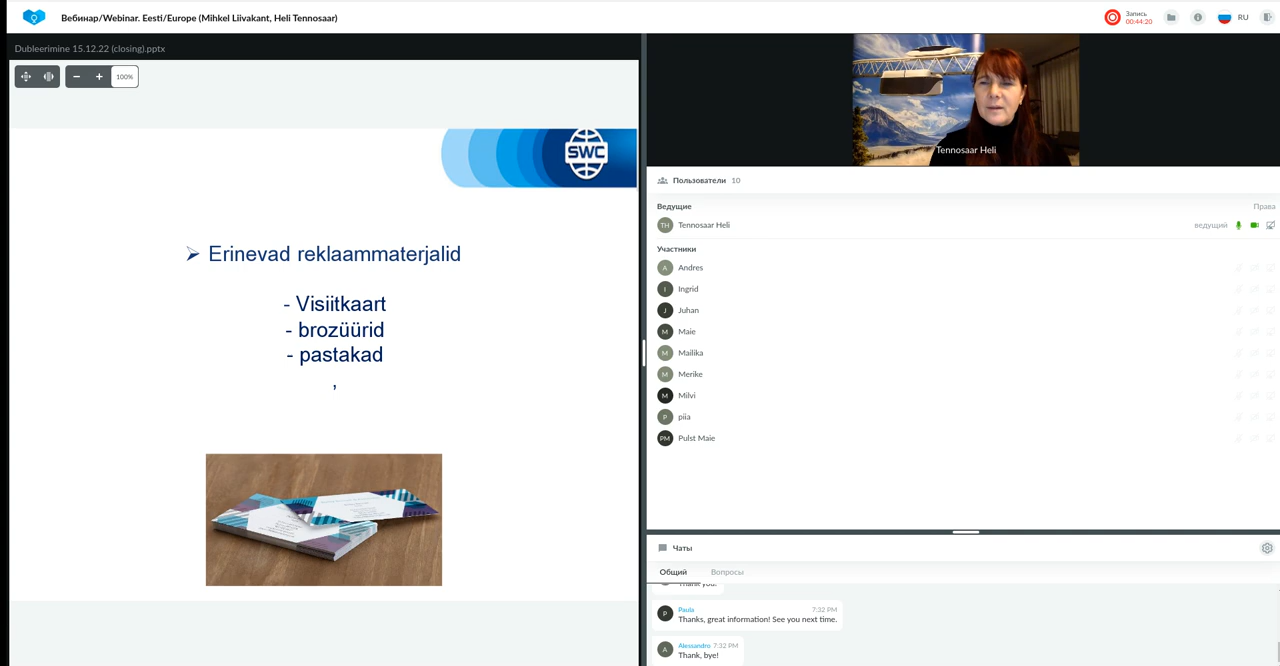 Вебинар/Webinar. Eesti/Europe (Mihkel Liivakant, Heli Tennosaar)
Запись
00:44:20
RU
Dubleerimine 15.12.22 (closing).pptx
100%
SWC
➢ Erinevad reklaammaterjalid
- Visiitkaart
- brozüürid
- pastakad
,
Tennosaar Heli
Пользователи 10
Ведущие
Права
TH Tennosaar Heli
ведущий
Участники
A Andres
I Ingrid
J Juhan
M Maie
M Mailika
M Merike
M Milvi
P piia
PM Pulst Maie
Чаты
Общий
Вопросы
Thank you!
P Paula 7:32 PM
Thanks, great information! See you next time.
A Alessandro 7:32 PM
Thank, bye!